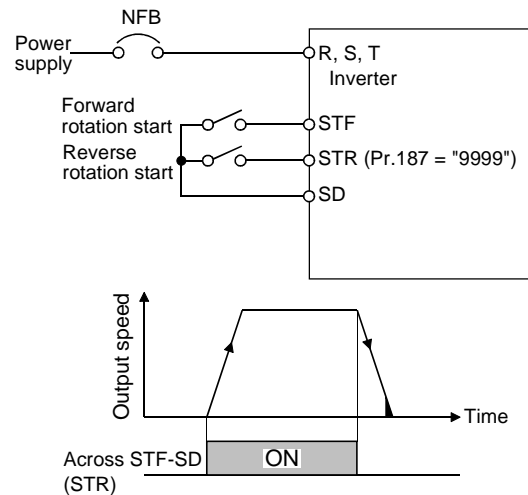 NFB
Power
supply
R, S, T
Inverter
Forward
rotation start
STF
Reverse
rotation start
STR (Pr.187 = "9999")
SD
Output speed
Time
Across STF-SD
(STR)
ON